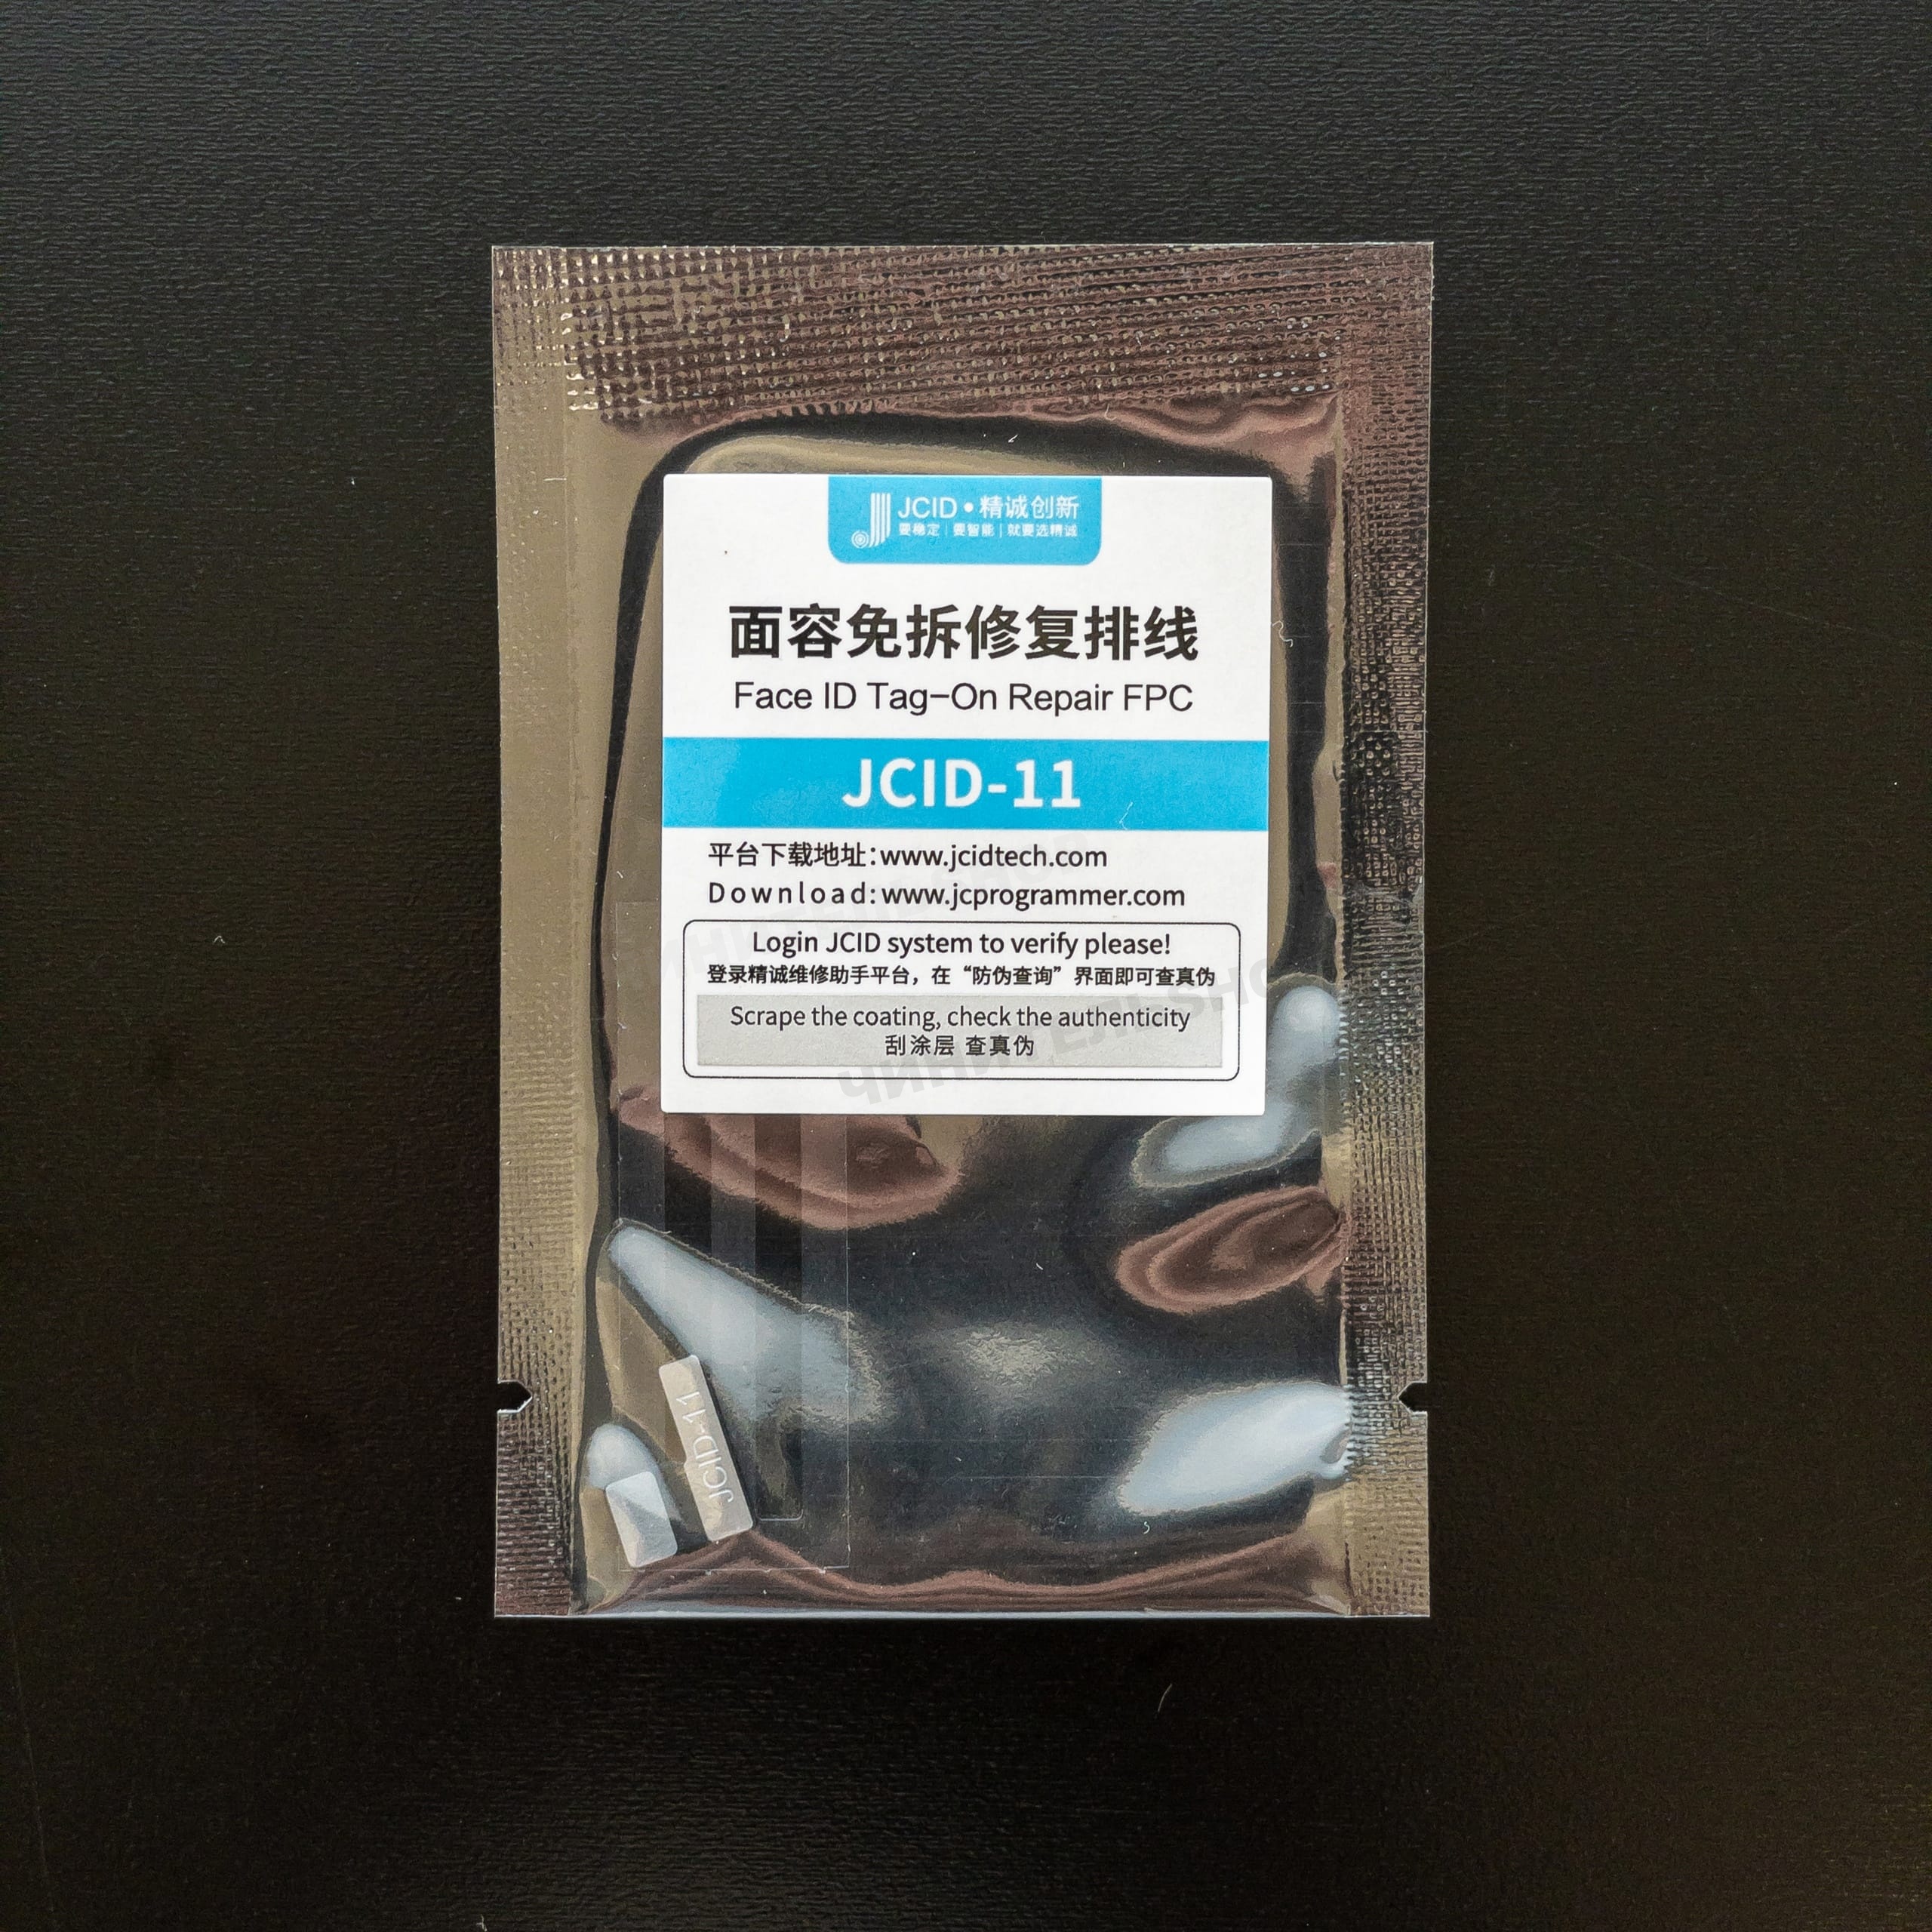 JCID•精诚创新
要稳定 | 要智能 | 就要选精诚
面容免拆修复排线
Face ID Tag-On Repair FPC
JCID-11
平台下载地址:www.jcidtech.com
Download:www.jcprogrammer.com
Login JCID system to verify please!
登录精诚维修助手平台，在“防伪查询”界面即可查真伪
Scrape the coating, check the authenticity
刮涂层 查真伪
ЧИНИТЕЛЬSHOP
ЧИНИТЕЛЬSHO
JCID-11